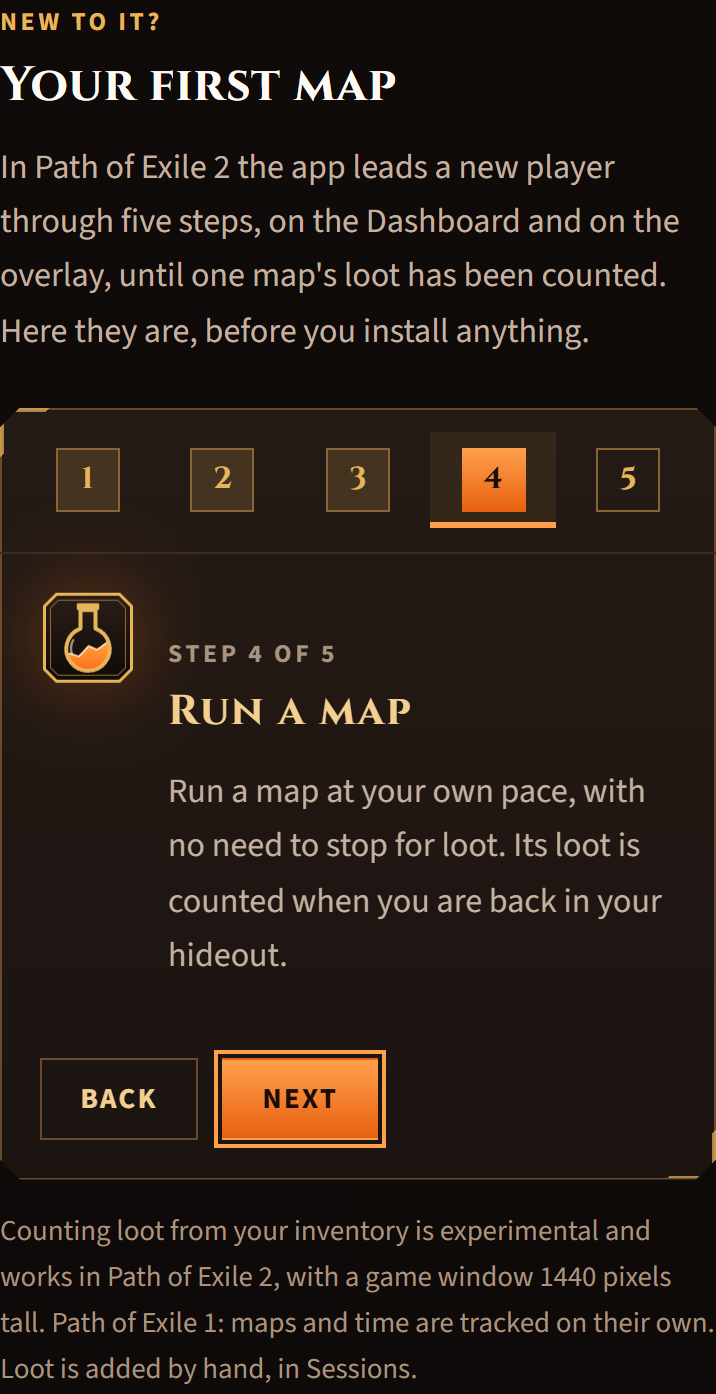 NEW TO IT?
Your first map
In Path of Exile 2 the app leads a new player
through five steps, on the Dashboard and on the
overlay, until one map's loot has been counted.
Here they are, before you install anything.
1 2 3 4 5
STEP 4 OF 5
Run a map
Run a map at your own pace, with
no need to stop for loot. Its loot is
counted when you are back in your
hideout.
BACK NEXT
Counting loot from your inventory is experimental and
works in Path of Exile 2, with a game window 1440 pixels
tall. Path of Exile 1: maps and time are tracked on their own.
Loot is added by hand, in Sessions.